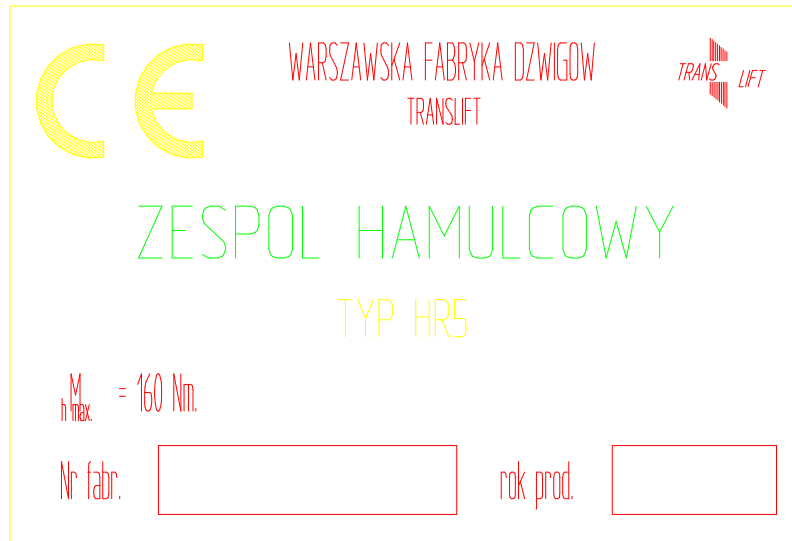 CE
WARSZAWSKA FABRYKA DZWIGOW
TRANSLIFT
TRANS LIFT
ZESPOL HAMULCOWY
TYP HR5
h M max. = 160 Nm.
Nr fabr.
rok prod.